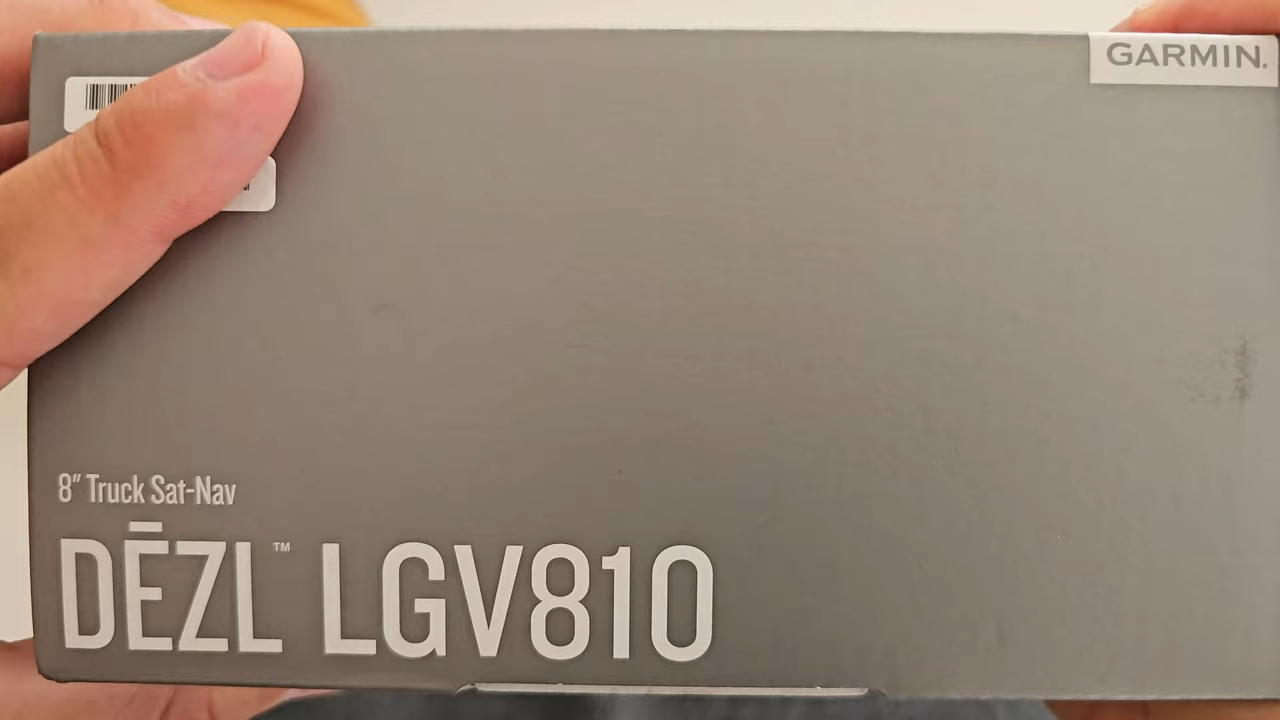 GARMIN.
8" Truck Sat-Nav
DĒZL™ LGV810